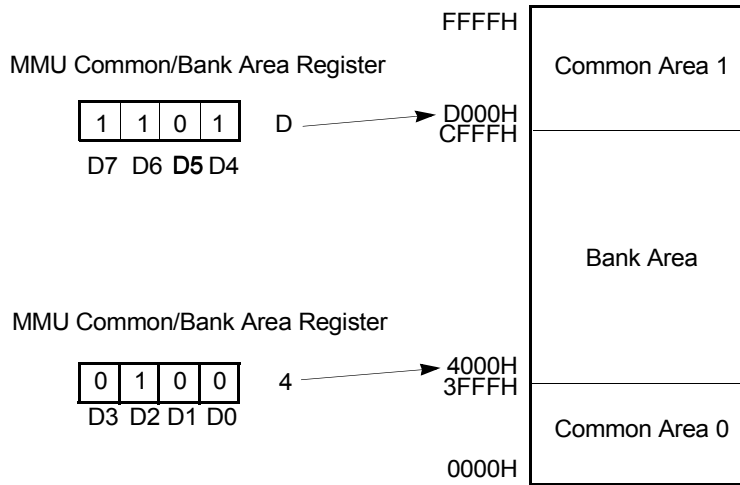 FFFFH
MMU Common/Bank Area Register
Common Area 1
1 1 0 1 D
D000H
CFFFH
D7 D6 D5 D4
Bank Area
MMU Common/Bank Area Register
0 1 0 0 4
4000H
3FFFH
D3 D2 D1 D0
Common Area 0
0000H